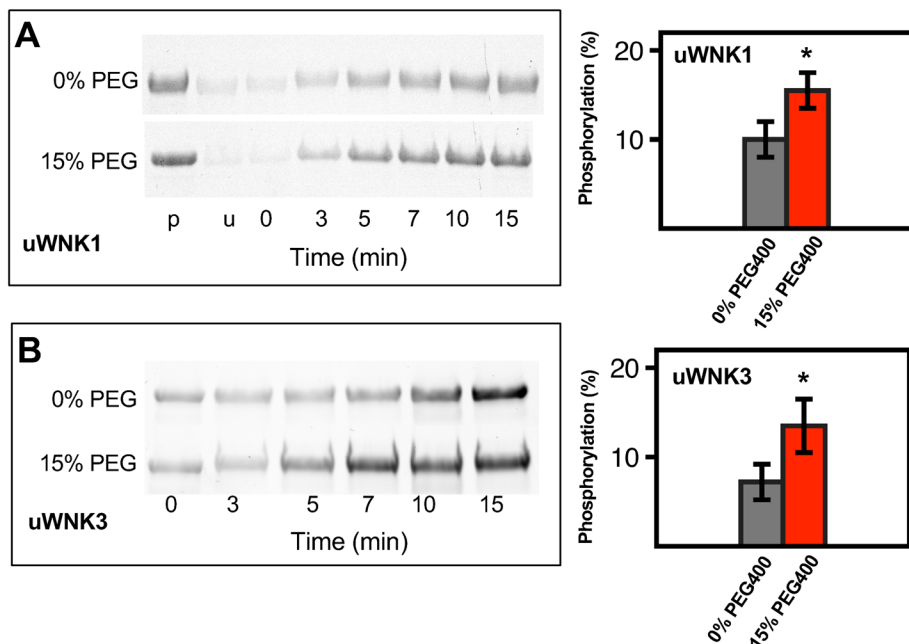 A
0% PEG
15% PEG
p u 0 3 5 7 10 15
Time (min)
uWNK1
20
10
Phosphorylation (%)
uWNK1
*
0% PEG400
15% PEG400
B
0% PEG
15% PEG
0 3 5 7 10 15
Time (min)
uWNK3
20
10
Phosphorylation (%)
uWNK3
*
0% PEG400
15% PEG400